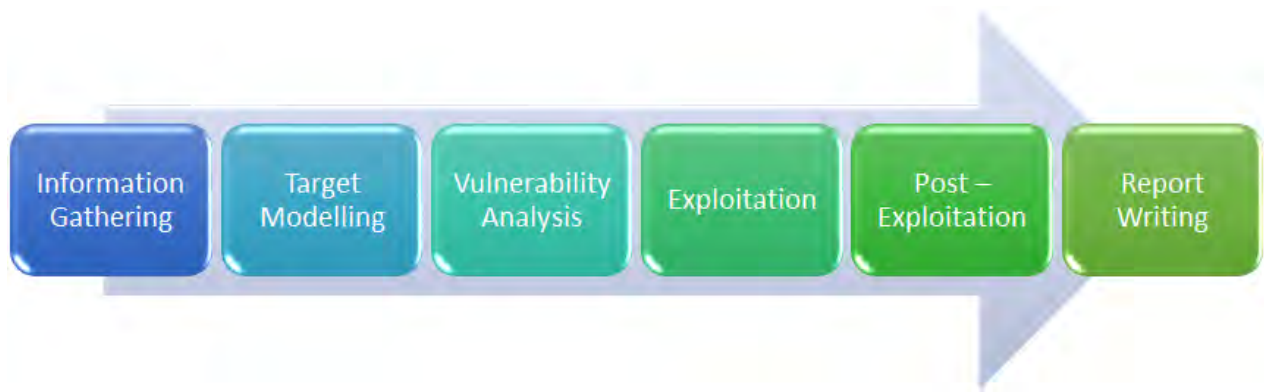 Information
Gathering
Target
Modelling
Vulnerability
Analysis
Exploitation
Post –
Exploitation
Report
Writing